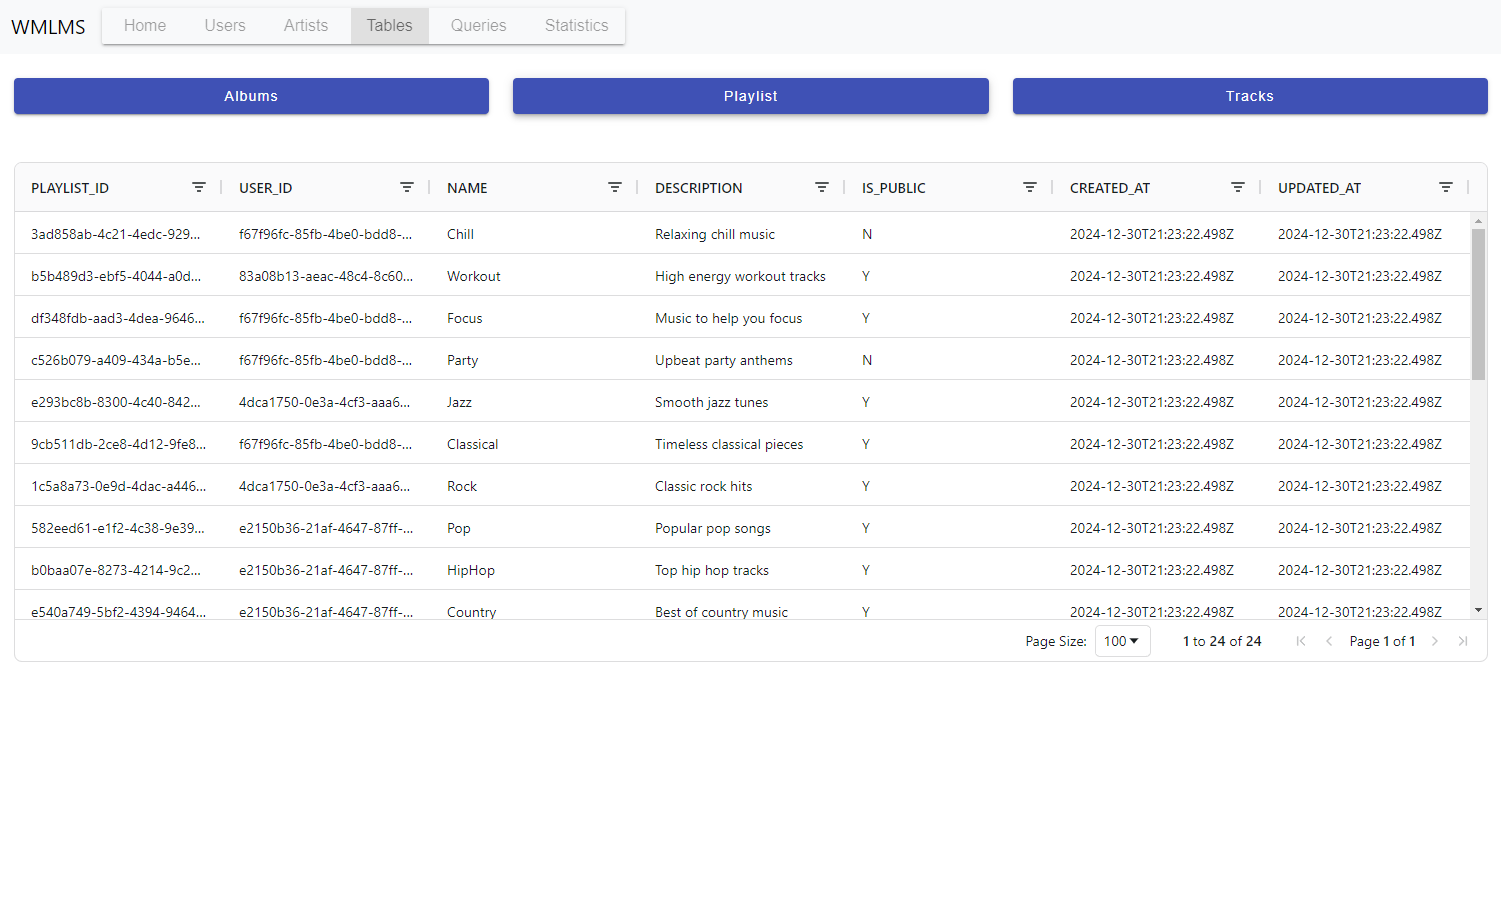 WMLMS Home Users Artists Tables Queries Statistics
Albums Playlist Tracks
PLAYLIST_ID USER_ID NAME DESCRIPTION IS_PUBLIC CREATED_AT UPDATED_AT
3ad858ab-4c21-4edc-929... f67f96fc-85fb-4be0-bdd8-... Chill Relaxing chill music N 2024-12-30T21:23:22.498Z 2024-12-30T21:23:22.498Z
b5b489d3-ebf5-4044-a0d... 83a08b13-aeac-48c4-8c60... Workout High energy workout tracks Y 2024-12-30T21:23:22.498Z 2024-12-30T21:23:22.498Z
df348fdb-aad3-4dea-9646... f67f96fc-85fb-4be0-bdd8-... Focus Music to help you focus Y 2024-12-30T21:23:22.498Z 2024-12-30T21:23:22.498Z
c526b079-a409-434a-b5e... f67f96fc-85fb-4be0-bdd8-... Party Upbeat party anthems N 2024-12-30T21:23:22.498Z 2024-12-30T21:23:22.498Z
e293bc8b-8300-4c40-842... 4dca1750-0e3a-4cf3-aaa6... Jazz Smooth jazz tunes Y 2024-12-30T21:23:22.498Z 2024-12-30T21:23:22.498Z
9cb511db-2ce8-4d12-9fe8... f67f96fc-85fb-4be0-bdd8-... Classical Timeless classical pieces Y 2024-12-30T21:23:22.498Z 2024-12-30T21:23:22.498Z
1c5a8a73-0e9d-4dac-a446... 4dca1750-0e3a-4cf3-aaa6... Rock Classic rock hits Y 2024-12-30T21:23:22.498Z 2024-12-30T21:23:22.498Z
582eed61-e1f2-4c38-9e39... e2150b36-21af-4647-87ff-... Pop Popular pop songs Y 2024-12-30T21:23:22.498Z 2024-12-30T21:23:22.498Z
b0baa07e-8273-4214-9c2... e2150b36-21af-4647-87ff-... HipHop Top hip hop tracks Y 2024-12-30T21:23:22.498Z 2024-12-30T21:23:22.498Z
e540a749-5bf2-4394-9464... e2150b36-21af-4647-87ff-... Country Best of country music Y 2024-12-30T21:23:22.498Z 2024-12-30T21:23:22.498Z
Page Size: 100 1 to 24 of 24 Page 1 of 1